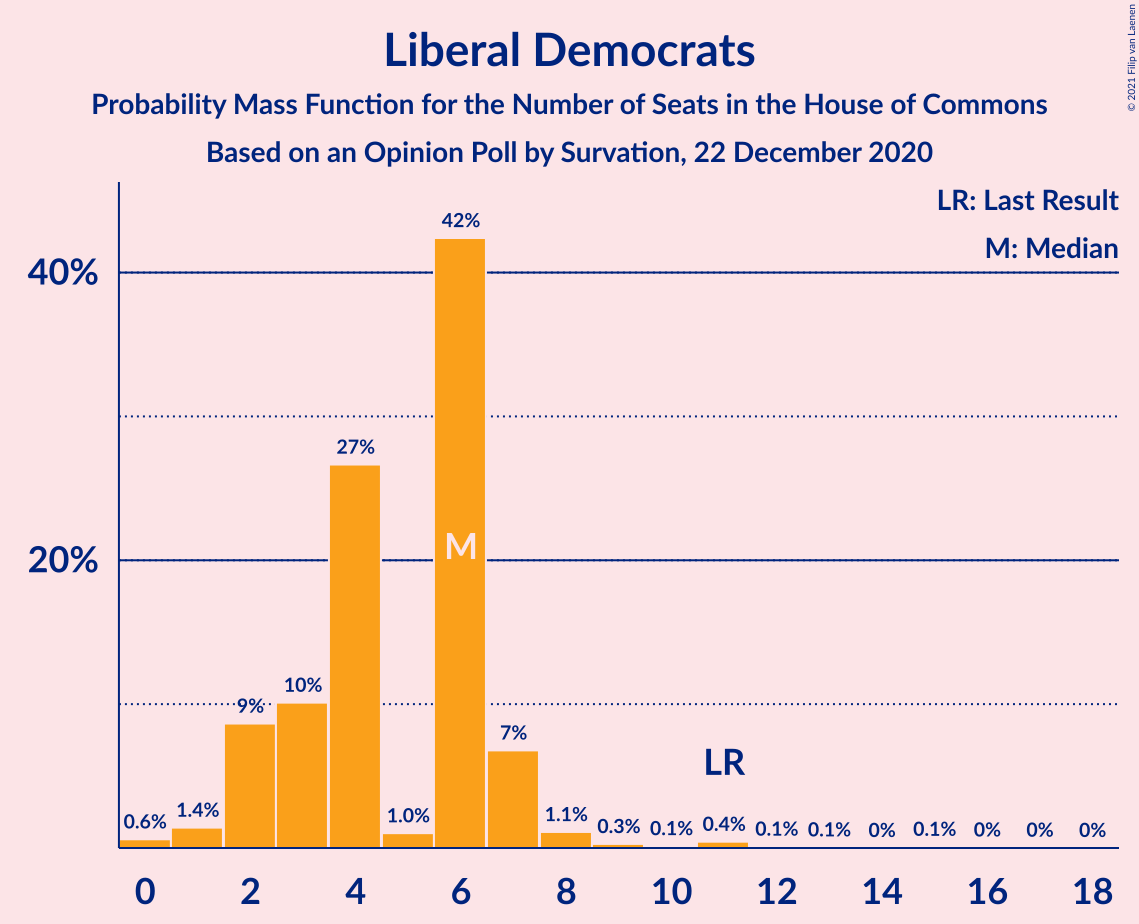 Liberal Democrats
Probability Mass Function for the Number of Seats in the House of Commons
Based on an Opinion Poll by Survation, 22 December 2020
© 2021 Filip van Laenen
LR: Last Result
M: Median
40%
20%
0.6%
1.4%
9%
10%
27%
1.0%
42%
M
7%
1.1%
0.3%
0.1%
0.4%
LR
0.1%
0.1%
0%
0.1%
0%
0%
0%
0 2 4 6 8 10 12 14 16 18